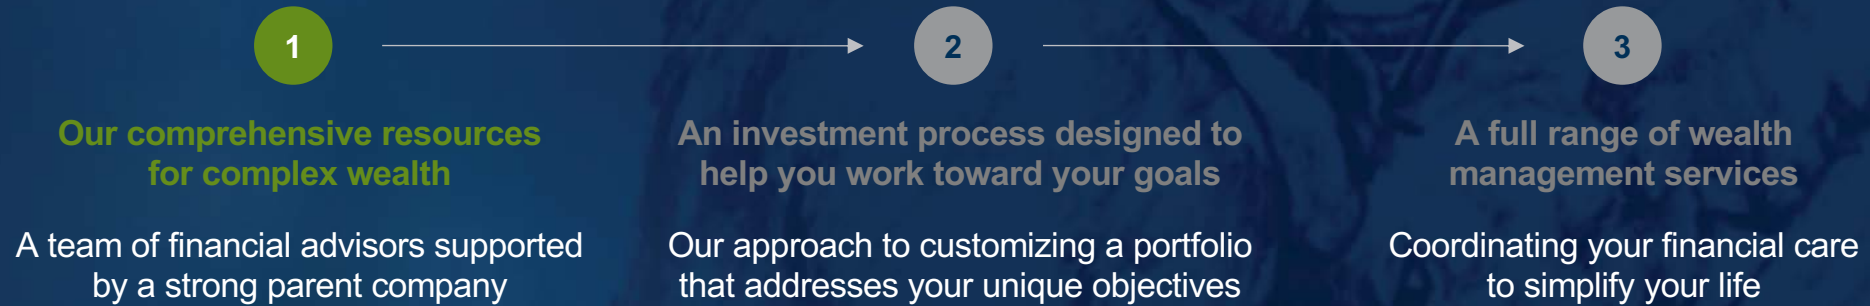 1
Our comprehensive resources
for complex wealth
A team of financial advisors supported
by a strong parent company
2
An investment process designed to
help you work toward your goals
Our approach to customizing a portfolio
that addresses your unique objectives
3
A full range of wealth
management services
Coordinating your financial care
to simplify your life